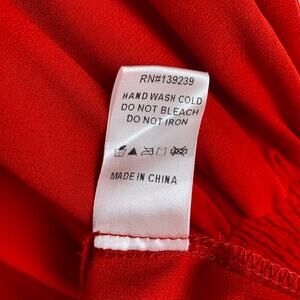 RN#139239
HAND WASH COLD
DO NOT BLEACH
DO NOT IRON
MADE IN CHINA